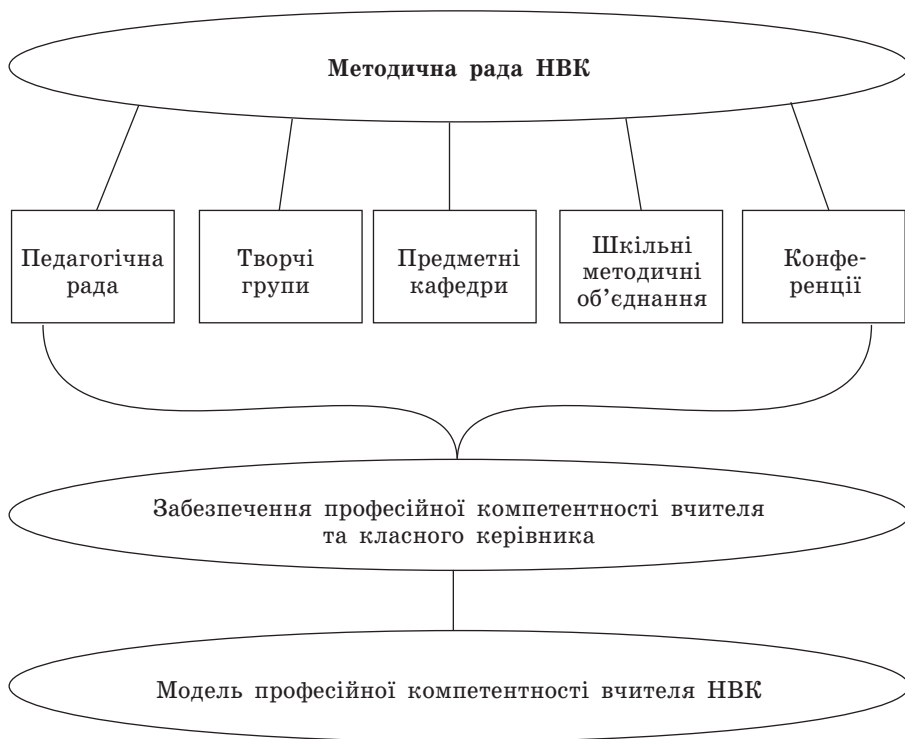 Методична рада НВК
Педагогічна
рада
Творчі
групи
Предметні
кафедри
Шкільні
методичні
об’єднання
Конфе-
ренції
Забезпечення професійної компетентності вчителя
та класного керівника
Модель професійної компетентності вчителя НВК